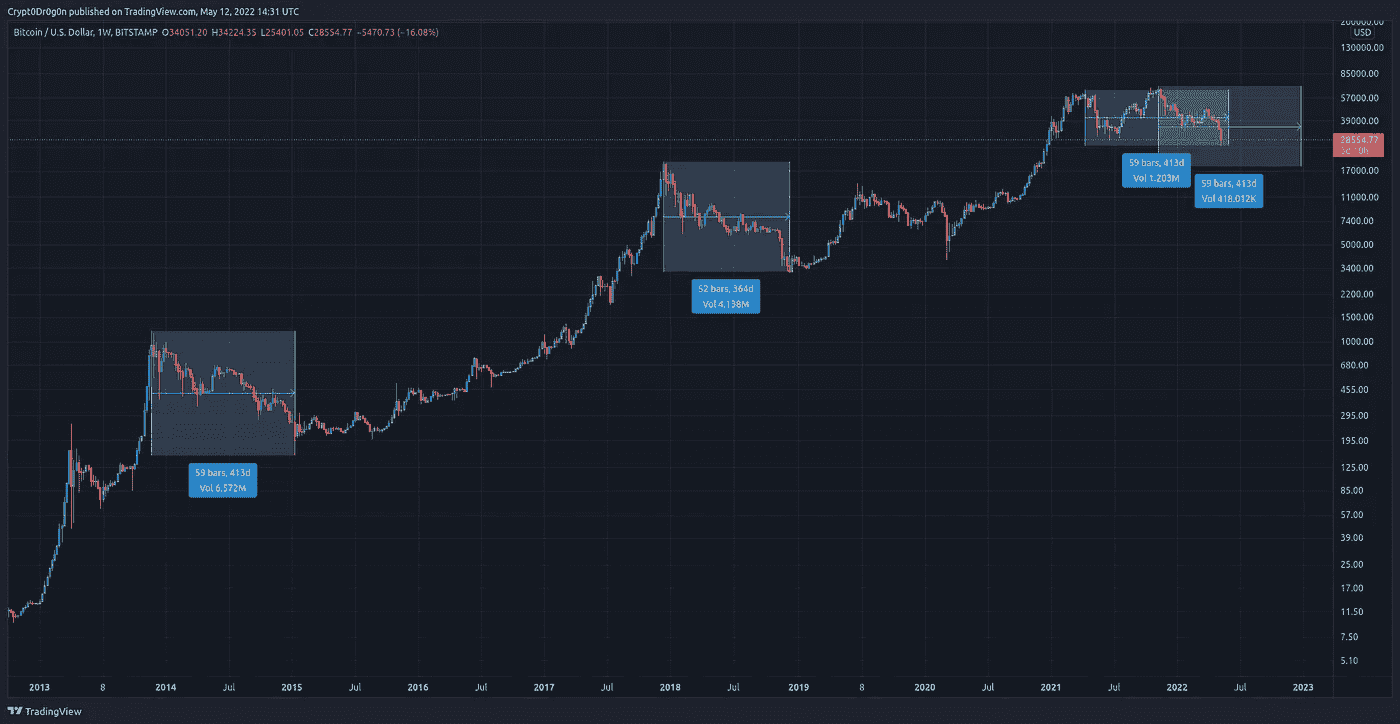 Crypt0Dr0g0n published on TradingView.com, May 12, 2022 14:31 UTC
Bitcoin / U.S. Dollar, 1W, BITSTAMP O34051.20 H34224.35 L25401.05 C28554.77 −5470.73 (−16.08%)
200000.00
USD
130000.00
85000.00
57000.00
39000.00
28554.77
17000.00
11000.00
7400.00
5000.00
3400.00
2200.00
1500.00
1000.00
680.00
455.00
295.00
195.00
125.00
85.00
57.00
39.00
25.00
17.00
11.50
7.50
5.10
59 bars, 413d
Vol 1.203M
59 bars, 413d
Vol 418.012K
52 bars, 364d
Vol 4.138M
59 bars, 413d
Vol 6.572M
2013 8 2014 Jul 2015 Jul 2016 Jul 2017 Jul 2018 Jul 2019 8 2020 Jul 2021 Jul 2022 Jul 2023
TradingView